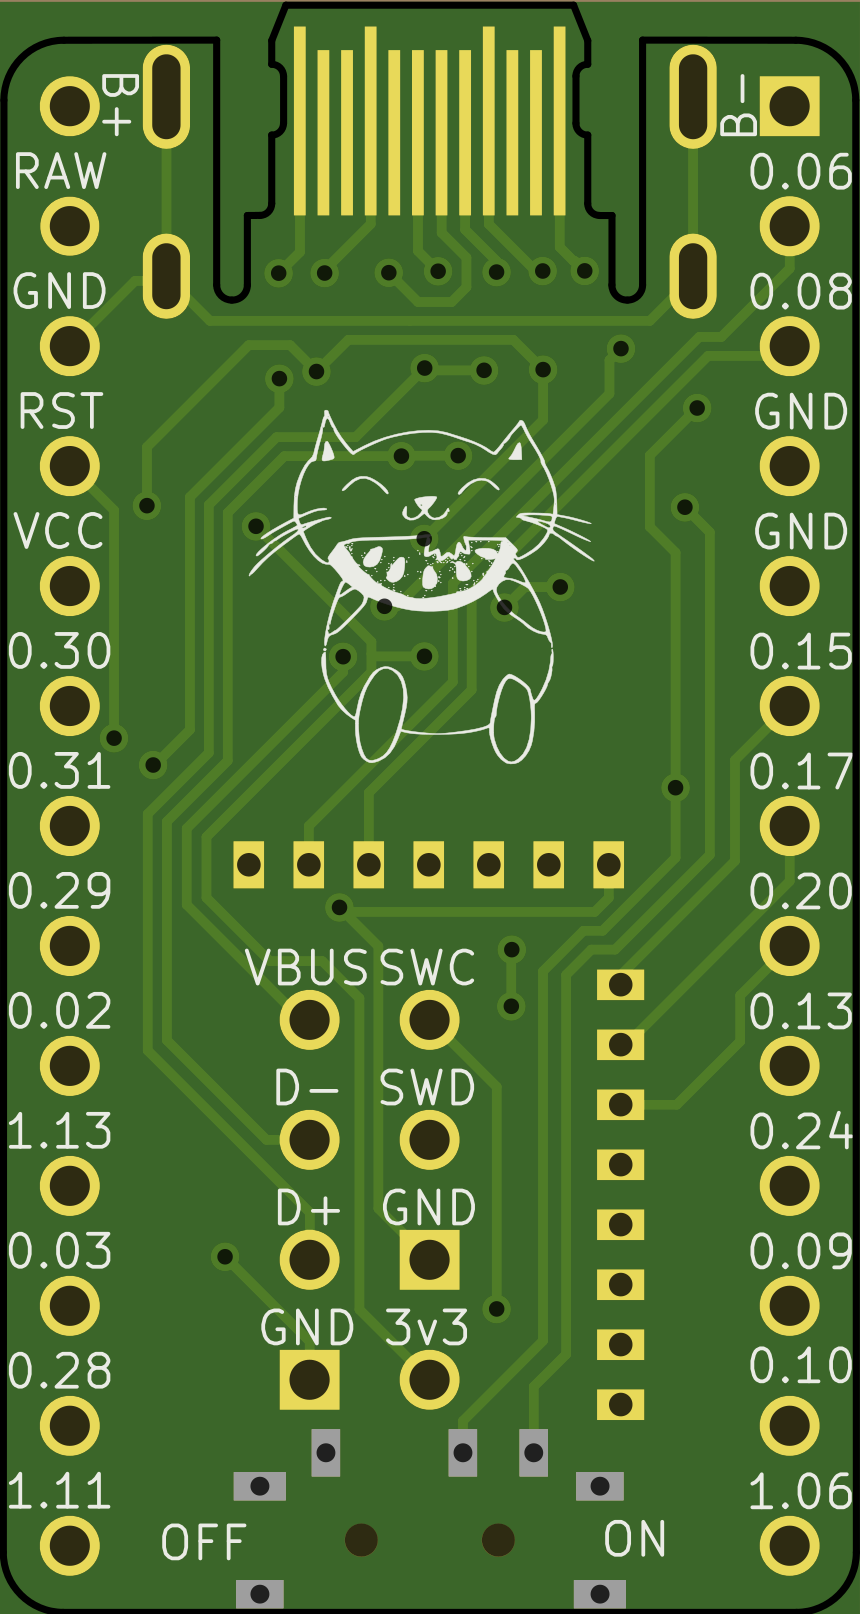 B+
B-
RAW
0.06
GND
0.08
RST
GND
VCC
GND
0.30
0.15
0.31
0.17
0.29
0.20
VBUS SWC
0.02
0.13
D- SWD
1.13
0.24
D+ GND
0.03
0.09
GND 3v3
0.28
0.10
1.11
1.06
OFF
ON